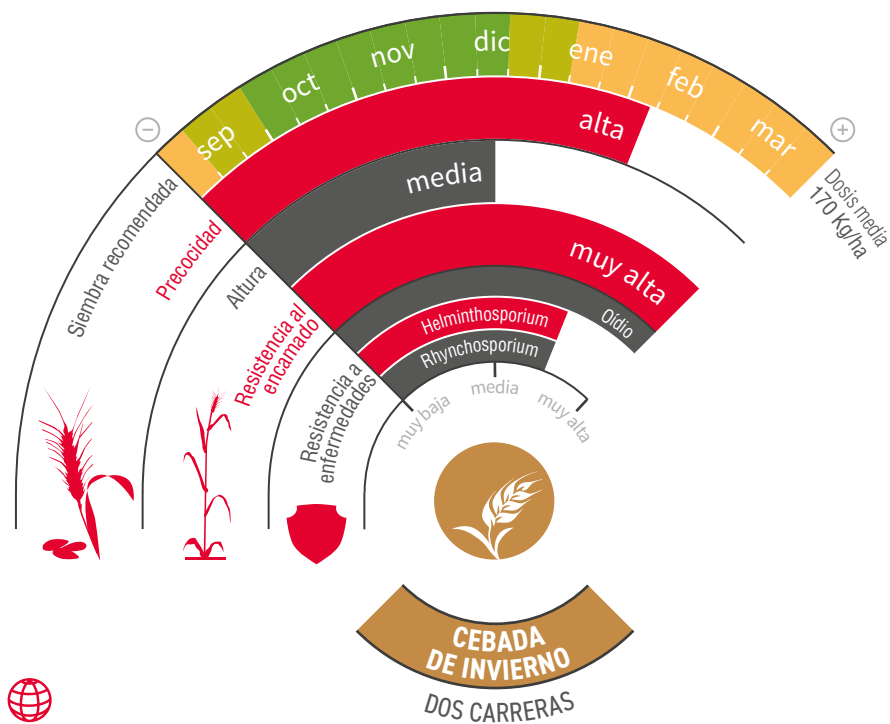 sep
oct
nov
dic
ene
feb
mar
−
+
Dosis media
170 Kg/ha
Siembra recomendada
Precocidad
alta
Altura
media
Resistencia al
encamado
muy alta
Resistencia a
enfermedades
Oídio
Helminthosporium
Rhynchosporium
muy baja
media
muy alta
CEBADA
DE INVIERNO
DOS CARRERAS